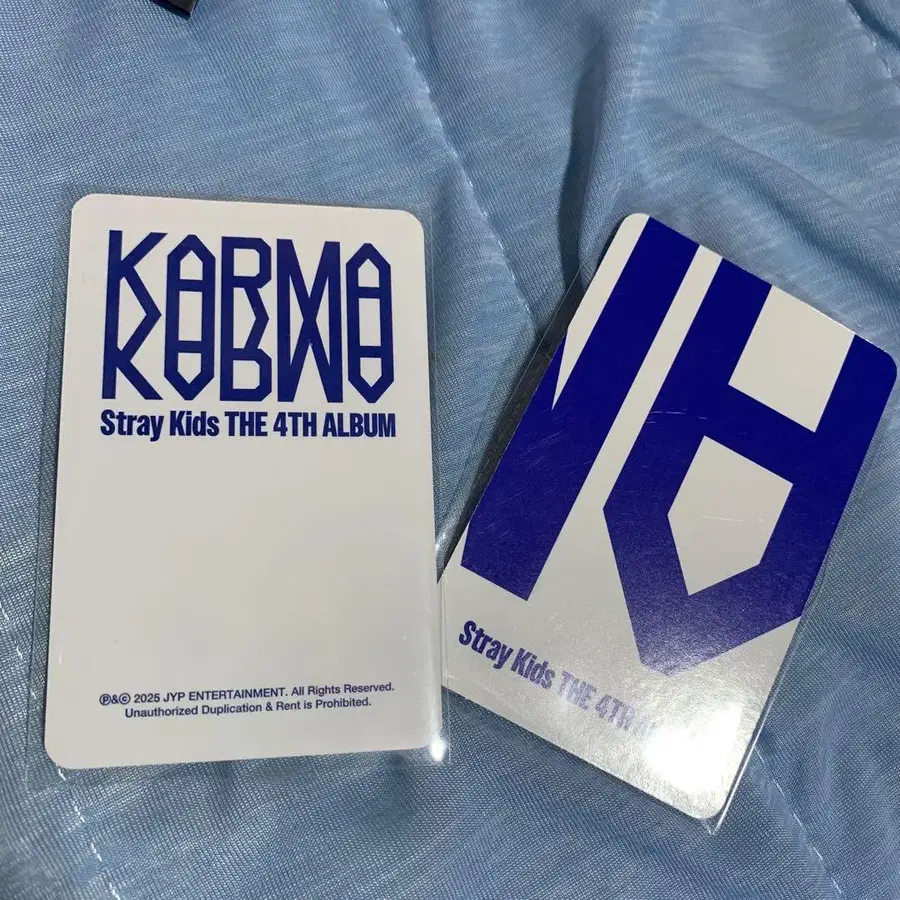 KARMA
KARMA
Stray Kids THE 4TH ALBUM
℗&© 2025 JYP ENTERTAINMENT. All Rights Reserved.
Unauthorized Duplication & Rent is Prohibited.
Stray Kids THE 4TH